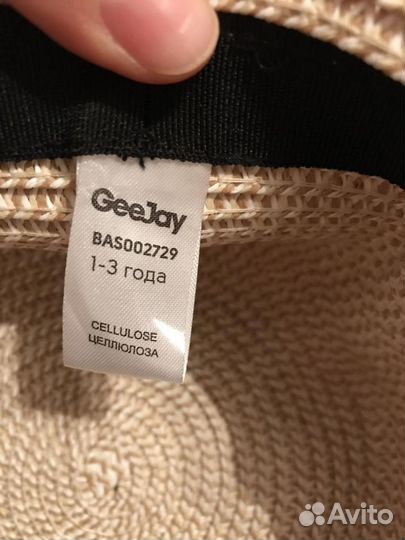 GeeJay
BAS002729
1-3 года
CELLULOSE
ЦЕЛЛЮЛОЗА
Avito